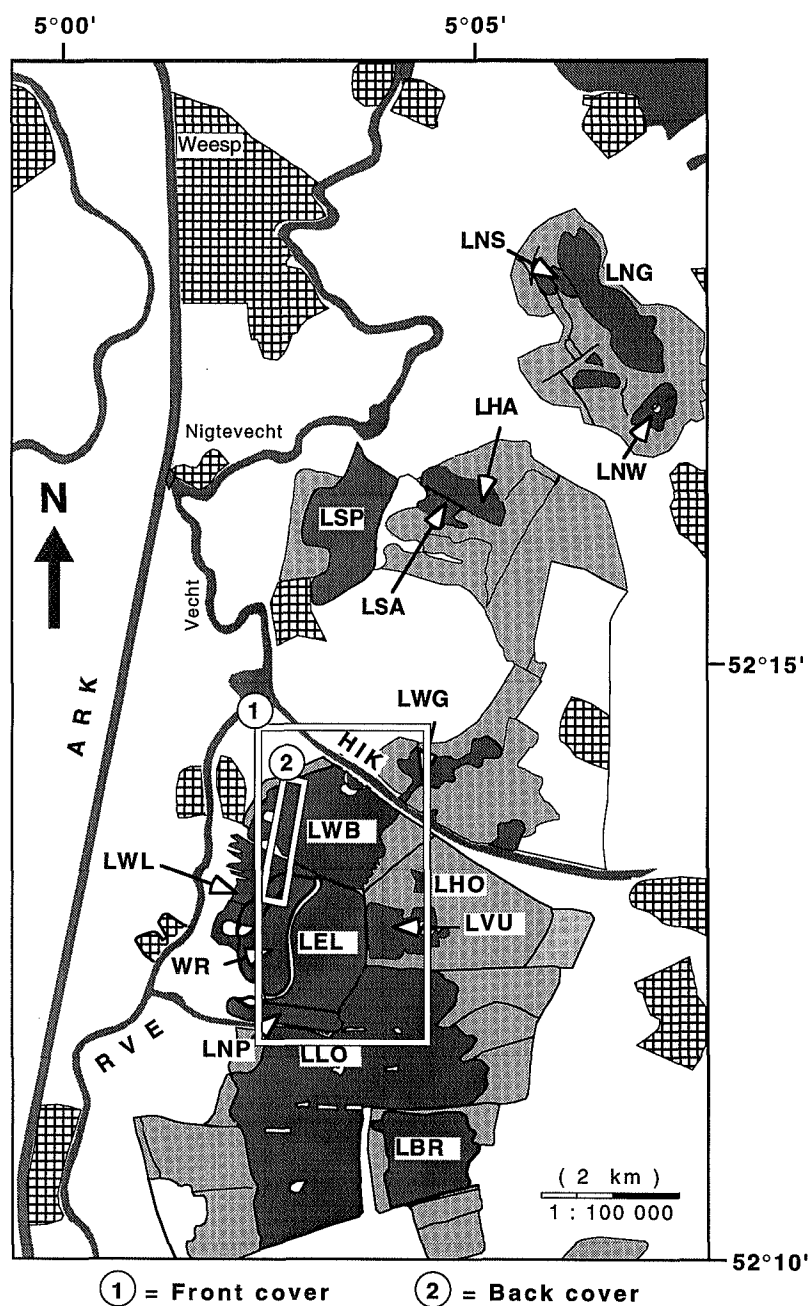 5°00' 5°05'
Weesp
LNS
LNG
LHA
Nigtevecht
LNW
N
LSP
LSA
Vecht
52°15'
LWG
ARK
1
HIK
2
LWB
LWL
LHO
LVU
LEL
WR
RVE
LNP
LLO
LBR
( 2 km )
1 : 100 000
52°10'
1 = Front cover 2 = Back cover